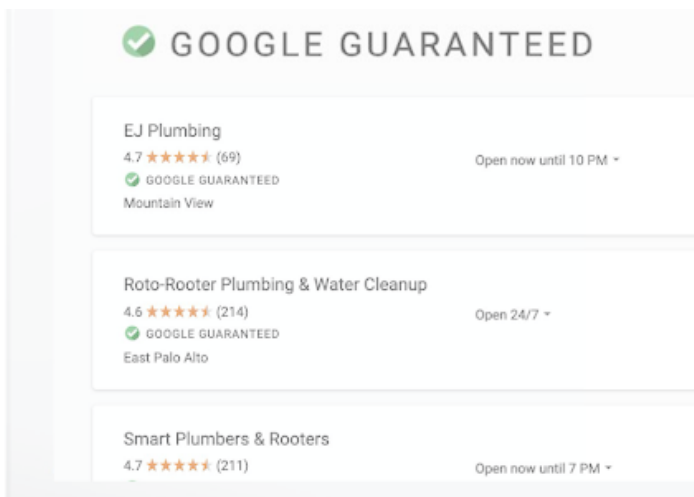 GOOGLE GUARANTEED
EJ Plumbing
4.7 ★★★★★ (69)
Open now until 10 PM
GOOGLE GUARANTEED
Mountain View
Roto-Rooter Plumbing & Water Cleanup
4.6 ★★★★★ (214)
Open 24/7
GOOGLE GUARANTEED
East Palo Alto
Smart Plumbers & Rooters
4.7 ★★★★★ (211)
Open now until 7 PM